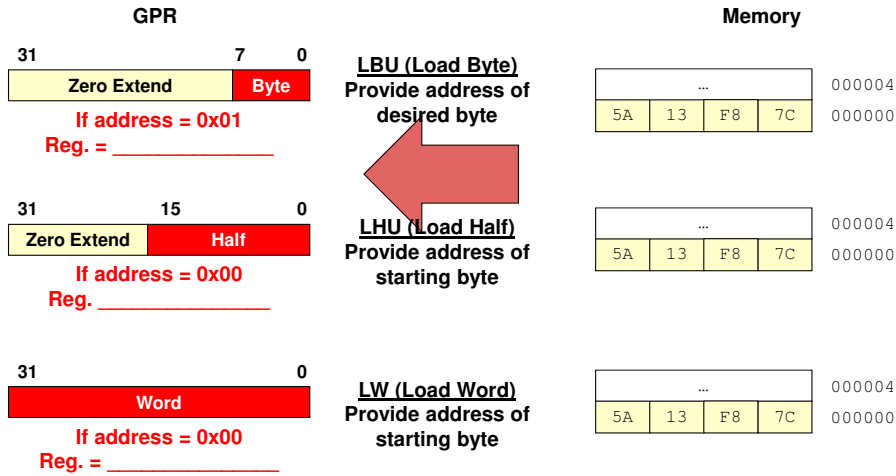 GPR
Memory
31 7 0
Zero Extend Byte
If address = 0x01
Reg. = _______________
LBU (Load Byte)
Provide address of
desired byte
...
000004
5A 13 F8 7C
000000
31 15 0
Zero Extend Half
If address = 0x00
Reg. _______________
LHU (Load Half)
Provide address of
starting byte
...
000004
5A 13 F8 7C
000000
31 0
Word
If address = 0x00
Reg. = _______________
LW (Load Word)
Provide address of
starting byte
...
000004
5A 13 F8 7C
000000